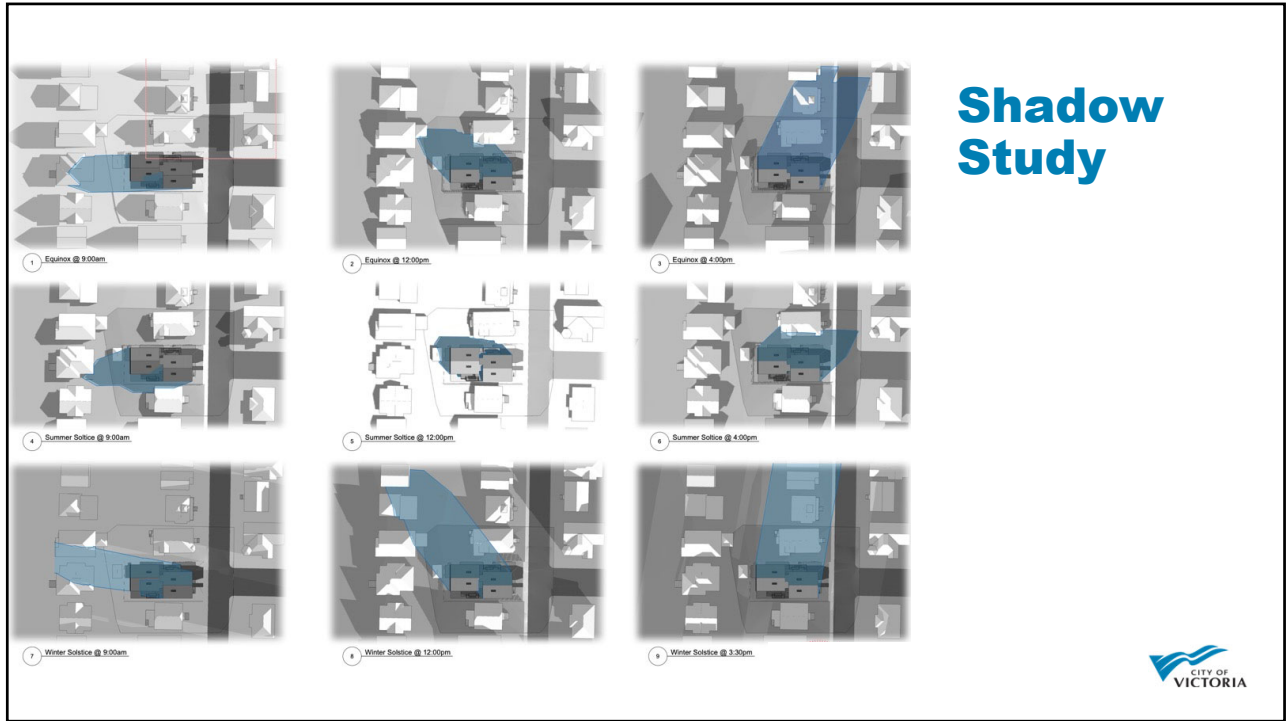 Shadow
Study
1 Equinox @ 9:00am
2 Equinox @ 12:00pm
3 Equinox @ 4:00pm
4 Summer Soltice @ 9:00am
5 Summer Soltice @ 12:00pm
6 Summer Soltice @ 4:00pm
7 Winter Solstice @ 9:00am
8 Winter Solstice @ 12:00pm
9 Winter Solstice @ 3:30pm
CITY OF
VICTORIA